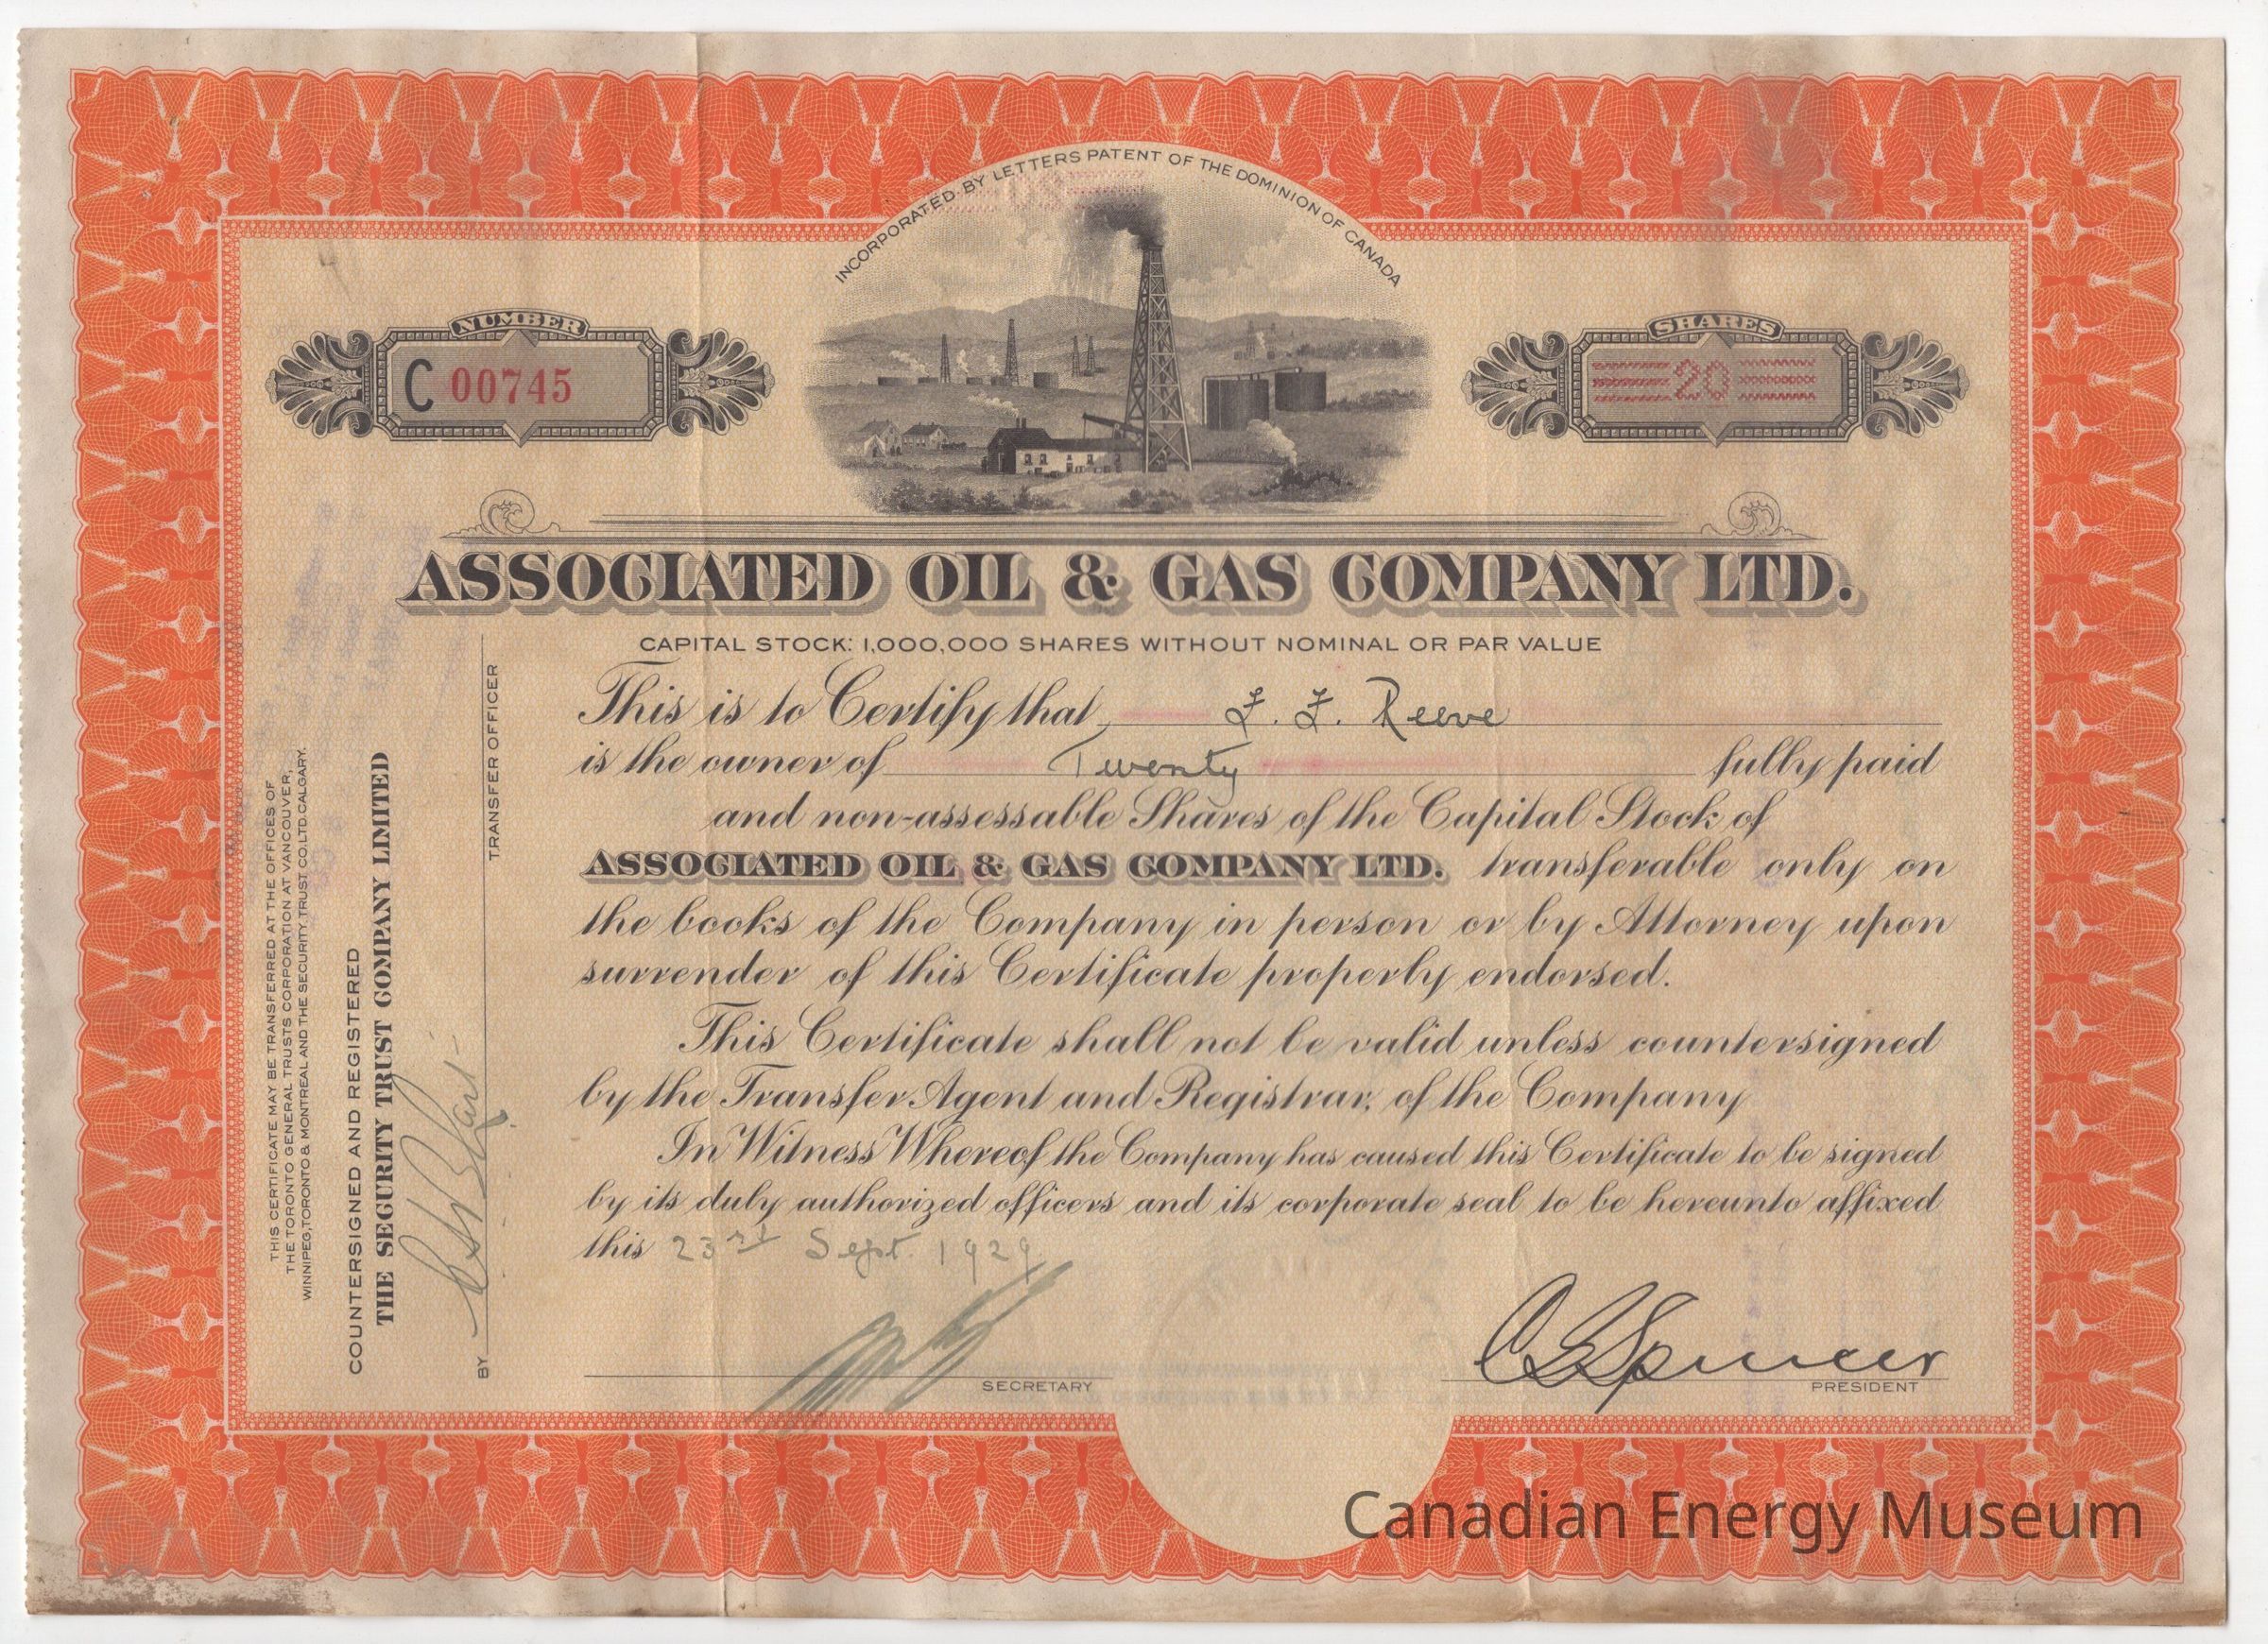 INCORPORATED BY LETTERS PATENT OF THE DOMINION OF CANADA
NUMBER
C 00745
SHARES
20
ASSOCIATED OIL & GAS COMPANY LTD.
CAPITAL STOCK: 1,000,000 SHARES WITHOUT NOMINAL OR PAR VALUE
This is to Certify that F. F. Reeve
is the owner of Twenty fully paid
and non-assessable Shares of the Capital Stock of
ASSOCIATED OIL & GAS COMPANY LTD. transferable only on
the books of the Company in person or by Attorney upon
surrender of this Certificate properly endorsed.
This Certificate shall not be valid unless countersigned
by the Transfer Agent and Registrar, of the Company
In Witness Whereof the Company has caused this Certificate to be signed
by its duly authorized officers and its corporate seal to be hereunto affixed
this 23rd Sept. 1929
SECRETARY
C Spencer
PRESIDENT
THIS CERTIFICATE MAY BE TRANSFERRED AT THE OFFICES OF
THE TORONTO GENERAL TRUSTS CORPORATION AT VANCOUVER,
WINNIPEG, TORONTO & MONTREAL AND THE SECURITY TRUST CO. LTD. CALGARY.
COUNTERSIGNED AND REGISTERED
THE SECURITY TRUST COMPANY LIMITED
BY
TRANSFER OFFICER
Canadian Energy Museum